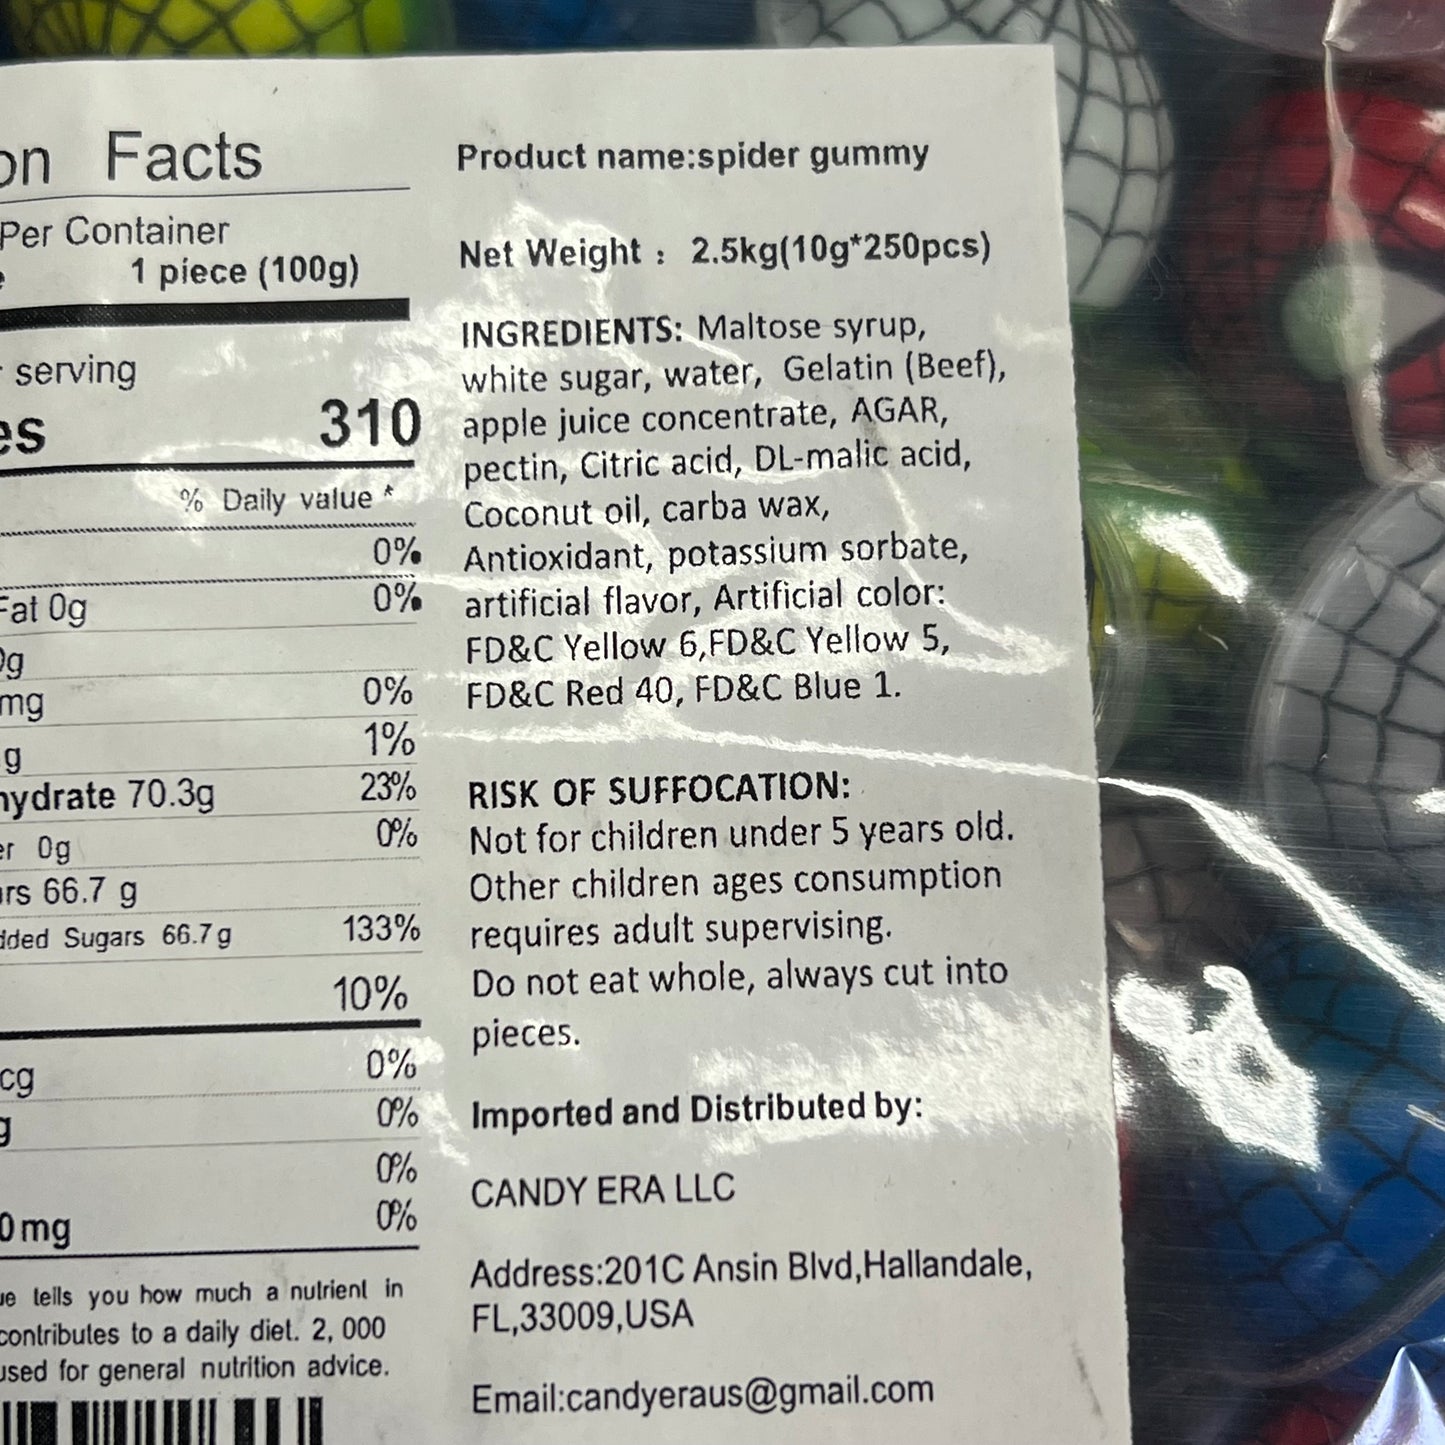 Facts
Per Container
1 piece (100g)
serving
310
% Daily value *
0%
Fat 0g 0%
0g
mg 0%
g 1%
hydrate 70.3g 23%
er 0g 0%
ars 66.7 g
dded Sugars 66.7g 133%
10%
cg 0%
g 0%
0%
0mg 0%
ue tells you how much a nutrient in
contributes to a daily diet. 2, 000
used for general nutrition advice.
Product name:spider gummy
Net Weight : 2.5kg(10g*250pcs)
INGREDIENTS: Maltose syrup,
white sugar, water, Gelatin (Beef),
apple juice concentrate, AGAR,
pectin, Citric acid, DL-malic acid,
Coconut oil, carba wax,
Antioxidant, potassium sorbate,
artificial flavor, Artificial color:
FD&C Yellow 6,FD&C Yellow 5,
FD&C Red 40, FD&C Blue 1.
RISK OF SUFFOCATION:
Not for children under 5 years old.
Other children ages consumption
requires adult supervising.
Do not eat whole, always cut into
pieces.
Imported and Distributed by:
CANDY ERA LLC
Address:201C Ansin Blvd,Hallandale,
FL,33009,USA
Email:candyeraus@gmail.com